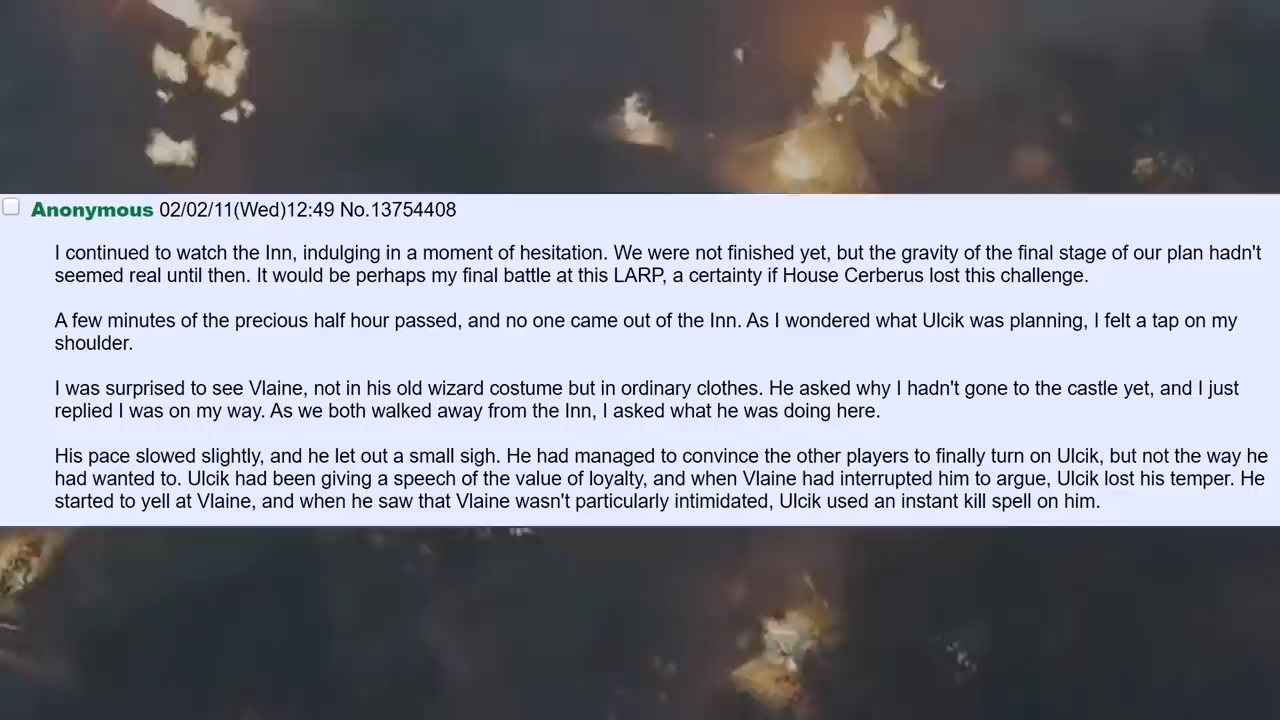 Anonymous 02/02/11(Wed)12:49 No.13754408
I continued to watch the Inn, indulging in a moment of hesitation. We were not finished yet, but the gravity of the final stage of our plan hadn't
seemed real until then. It would be perhaps my final battle at this LARP, a certainty if House Cerberus lost this challenge.
A few minutes of the precious half hour passed, and no one came out of the Inn. As I wondered what Ulcik was planning, I felt a tap on my
shoulder.
I was surprised to see Vlaine, not in his old wizard costume but in ordinary clothes. He asked why I hadn't gone to the castle yet, and I just
replied I was on my way. As we both walked away from the Inn, I asked what he was doing here.
His pace slowed slightly, and he let out a small sigh. He had managed to convince the other players to finally turn on Ulcik, but not the way he
had wanted to. Ulcik had been giving a speech of the value of loyalty, and when Vlaine had interrupted him to argue, Ulcik lost his temper. He
started to yell at Vlaine, and when he saw that Vlaine wasn't particularly intimidated, Ulcik used an instant kill spell on him.